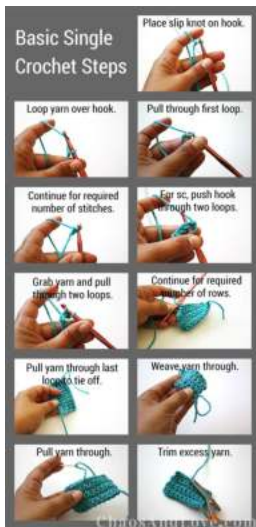 Basic Single
Crochet Steps
Place slip knot on hook.
Loop yarn over hook.
Pull through first loop.
Continue for required
number of stitches.
For sc, push hook
through two loops.
Grab yarn and pull
through two loops.
Continue for required
number of rows.
Pull yarn through last
loop to tie off.
Weave yarn through.
Pull yarn through.
Trim excess yarn.